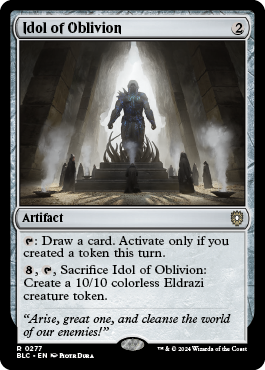 Idol of Oblivion 2
Artifact
: Draw a card. Activate only if you
created a token this turn.
8, , Sacrifice Idol of Oblivion:
Create a 10/10 colorless Eldrazi
creature token.
“Arise, great one, and cleanse the world
of our enemies!”
R 0277
BLC • EN PIOTR DURA ™ & © 2024 Wizards of the Coast